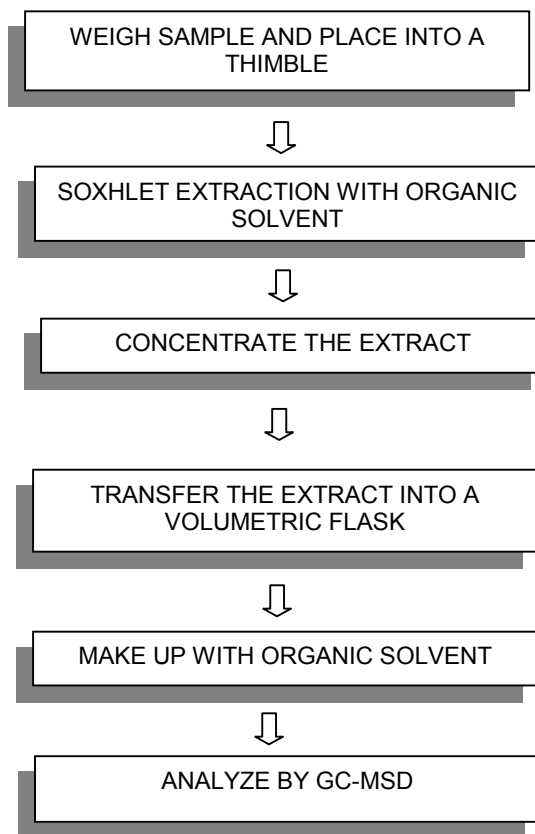 WEIGH SAMPLE AND PLACE INTO A
THIMBLE
SOXHLET EXTRACTION WITH ORGANIC
SOLVENT
CONCENTRATE THE EXTRACT
TRANSFER THE EXTRACT INTO A
VOLUMETRIC FLASK
MAKE UP WITH ORGANIC SOLVENT
ANALYZE BY GC-MSD